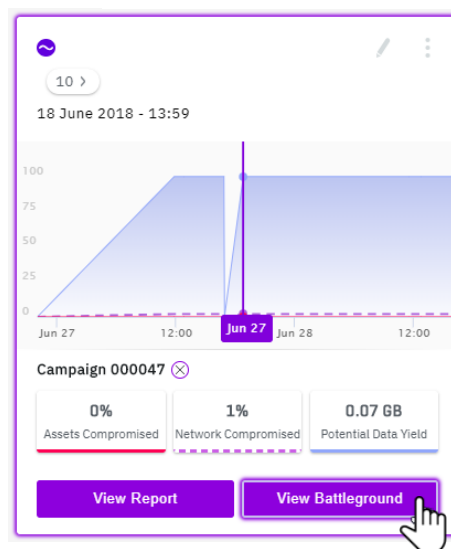 10 >
18 June 2018 - 13:59
100
75
50
25
0
Jun 27 12:00 Jun 27 Jun 28 12:00
Campaign 000047
0% 1% 0.07 GB
Assets Compromised Network Compromised Potential Data Yield
View Report View Battleground